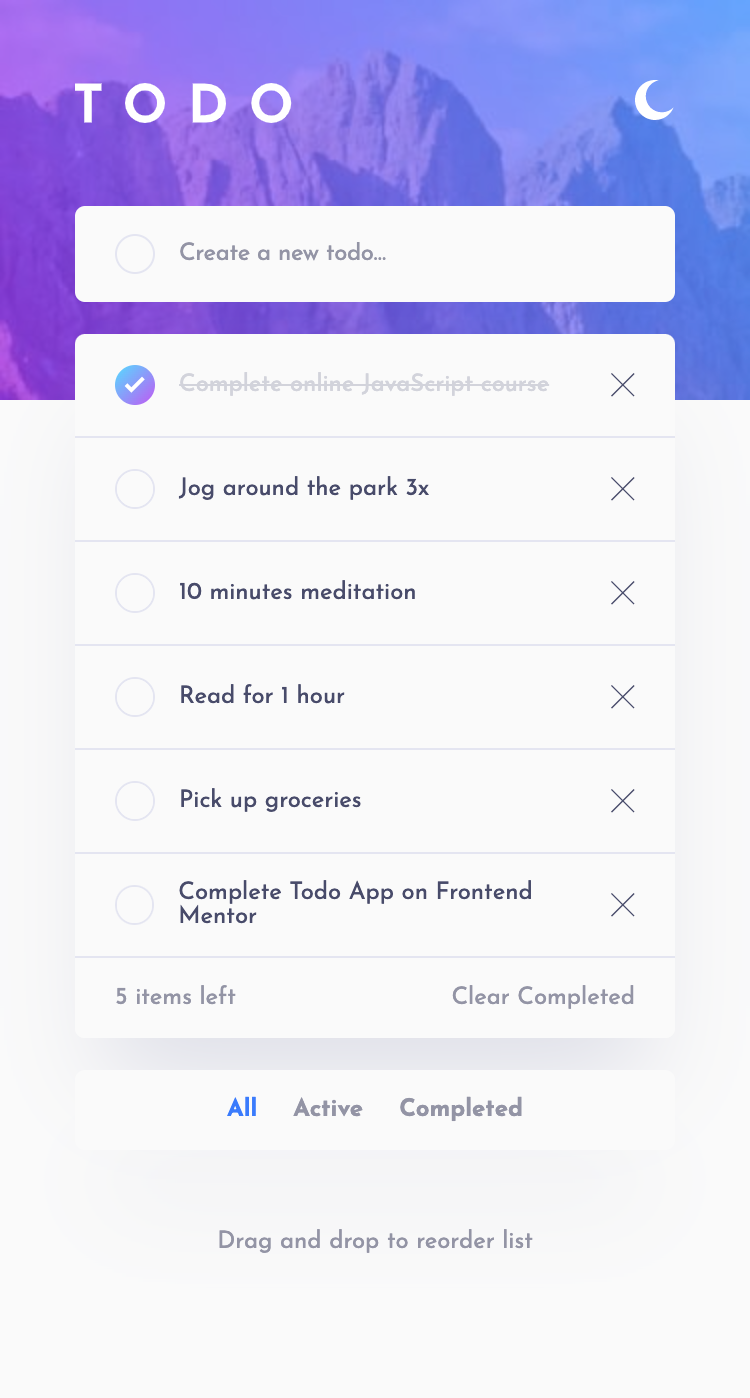 TODO
Create a new todo...
Complete online JavaScript course
Jog around the park 3x
10 minutes meditation
Read for 1 hour
Pick up groceries
Complete Todo App on Frontend
Mentor
5 items left
Clear Completed
All Active Completed
Drag and drop to reorder list